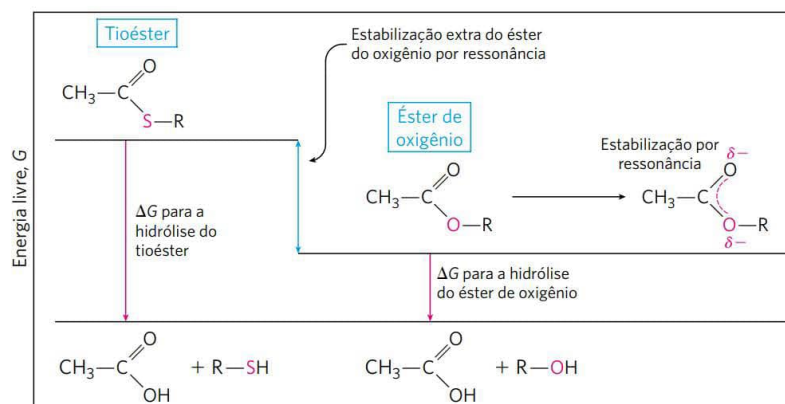 Tioéster
Estabilização extra do éster
do oxigênio por ressonância
O
CH₃—C
S—R
Energia livre, G
ΔG para a
hidrólise do
tioéster
Éster de
oxigênio
O
CH₃—C
O—R
Estabilização por
ressonância
δ−
O
CH₃—C
O—R
δ−
ΔG para a hidrólise
do éster de oxigênio
O
CH₃—C + R—SH
OH
O
CH₃—C + R—OH
OH